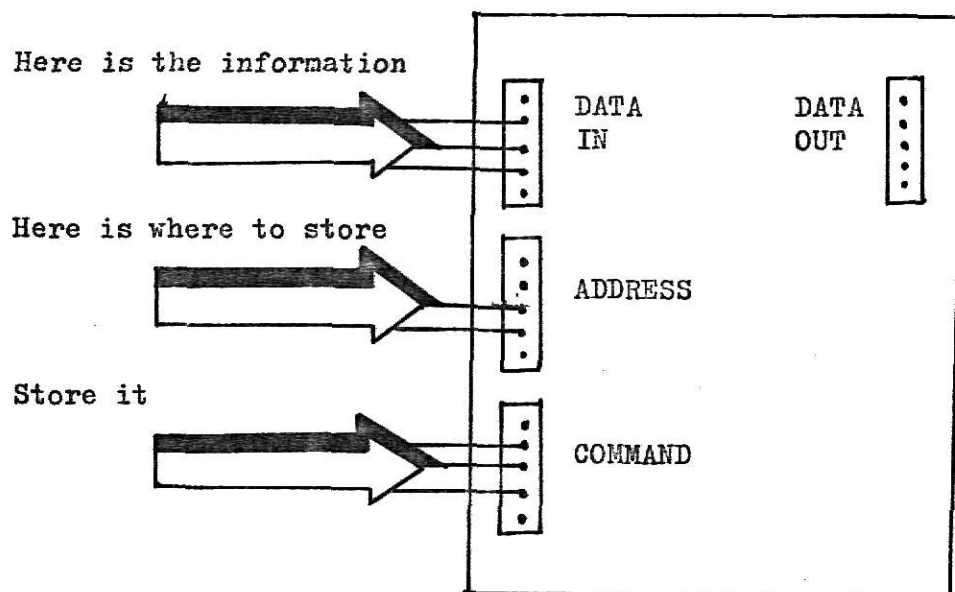 Here is the information
DATA
IN
DATA
OUT
Here is where to store
ADDRESS
Store it
COMMAND